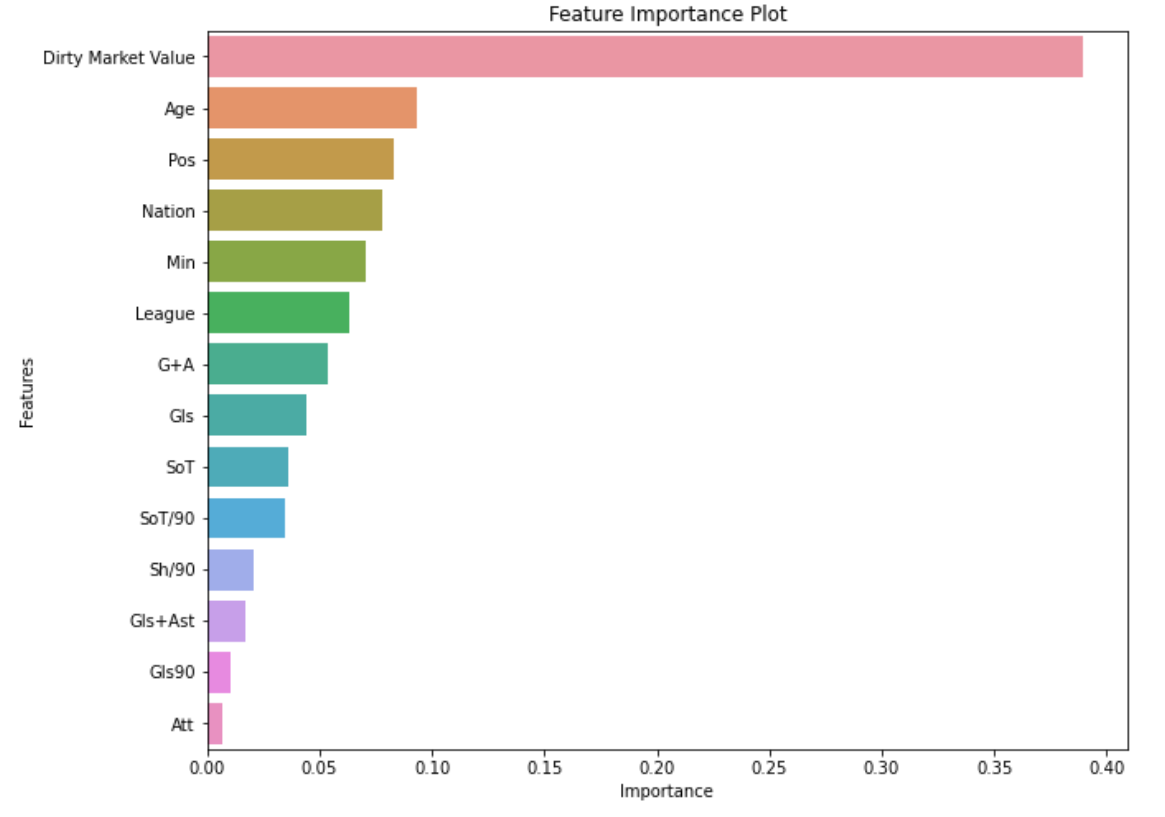 Feature Importance Plot
Dirty Market Value
Age
Pos
Nation
Min
League
G+A
Gls
SoT
SoT/90
Sh/90
Gls+Ast
Gls90
Att
Features
0.00 0.05 0.10 0.15 0.20 0.25 0.30 0.35 0.40
Importance